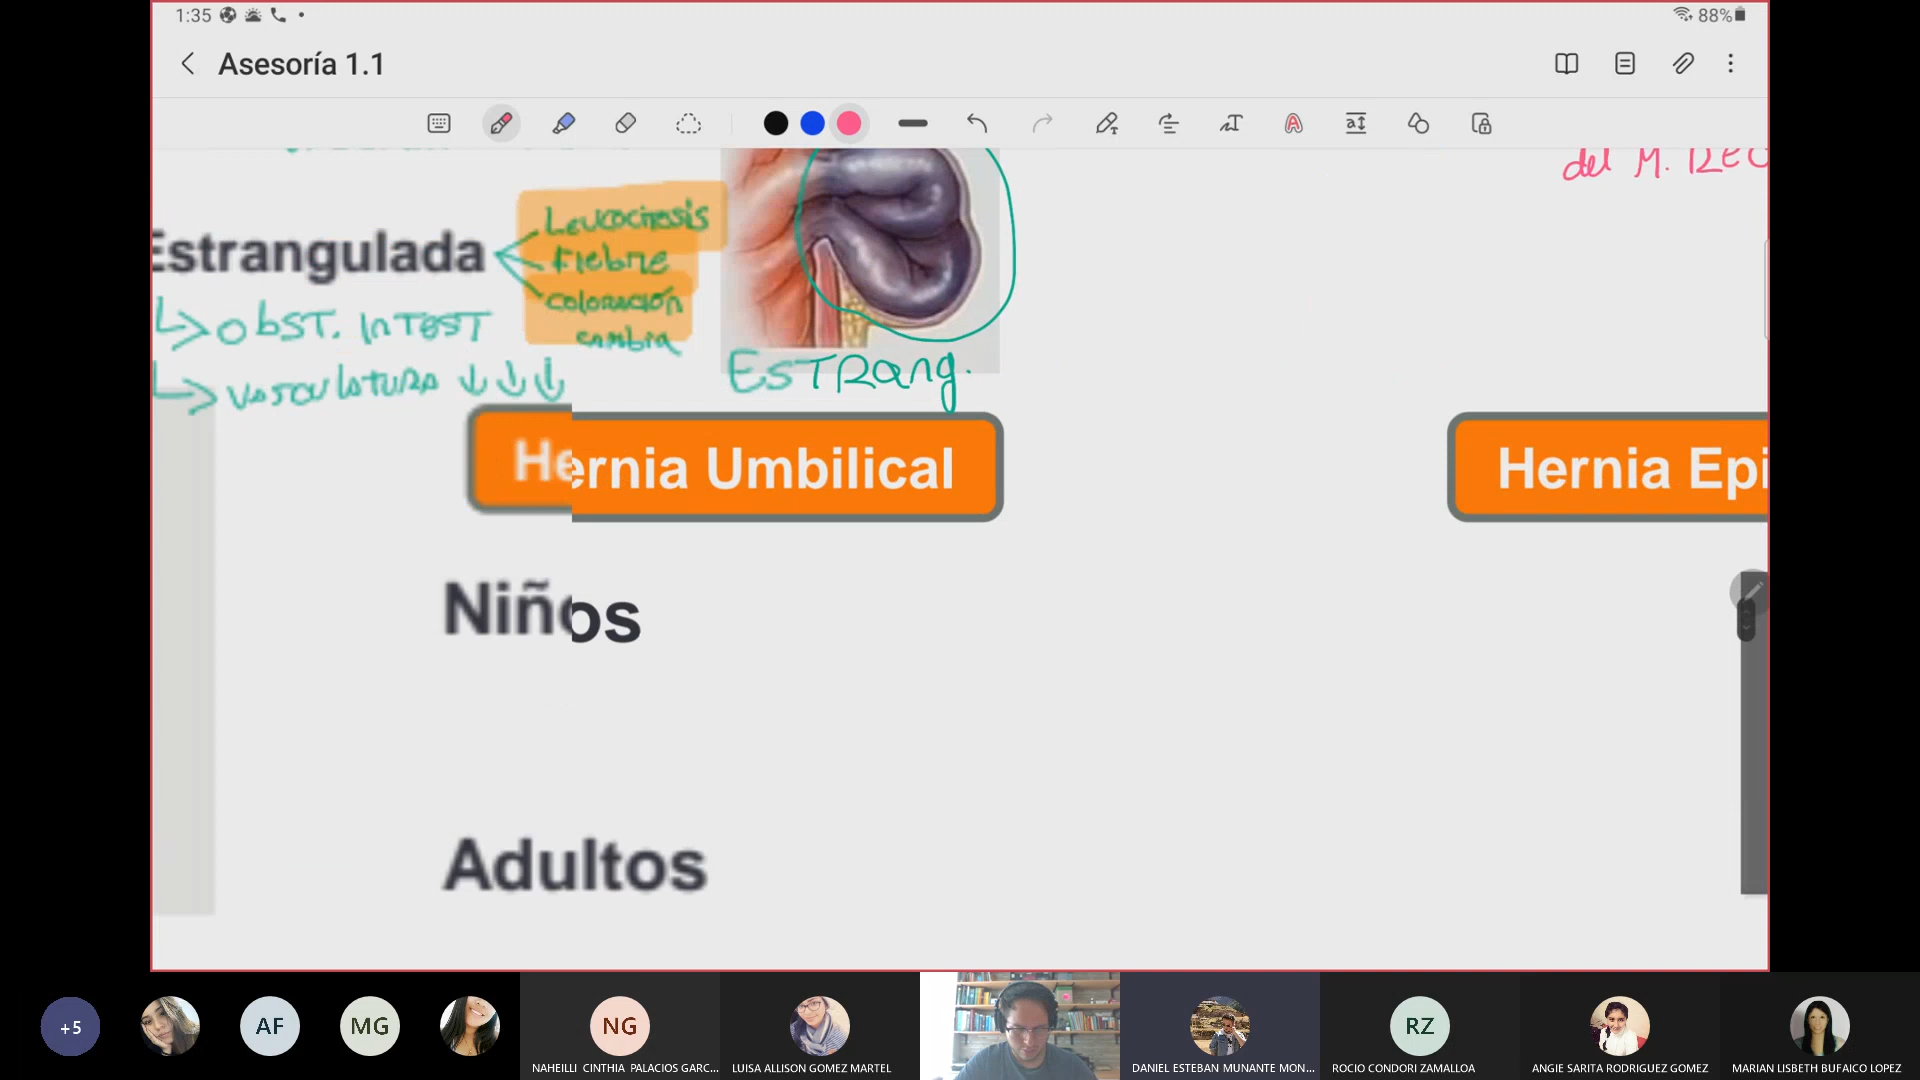 1:35
88%
Asesoría 1.1
del M. REC
Leucocitosis
Estrangulada
Fiebre
coloración
cambia
obst. intest
vasculatura ↓↓↓
ESTRang.
Hernia Umbilical
Hernia Epi
Niños
Adultos
+5
AF
MG
NG
RZ
NAHEILLI CINTHIA PALACIOS GARC...
LUISA ALLISON GOMEZ MARTEL
DANIEL ESTEBAN MUNANTE MON...
ROCIO CONDORI ZAMALLOA
ANGIE SARITA RODRIGUEZ GOMEZ
MARIAN LISBETH BUFAICO LOPEZ